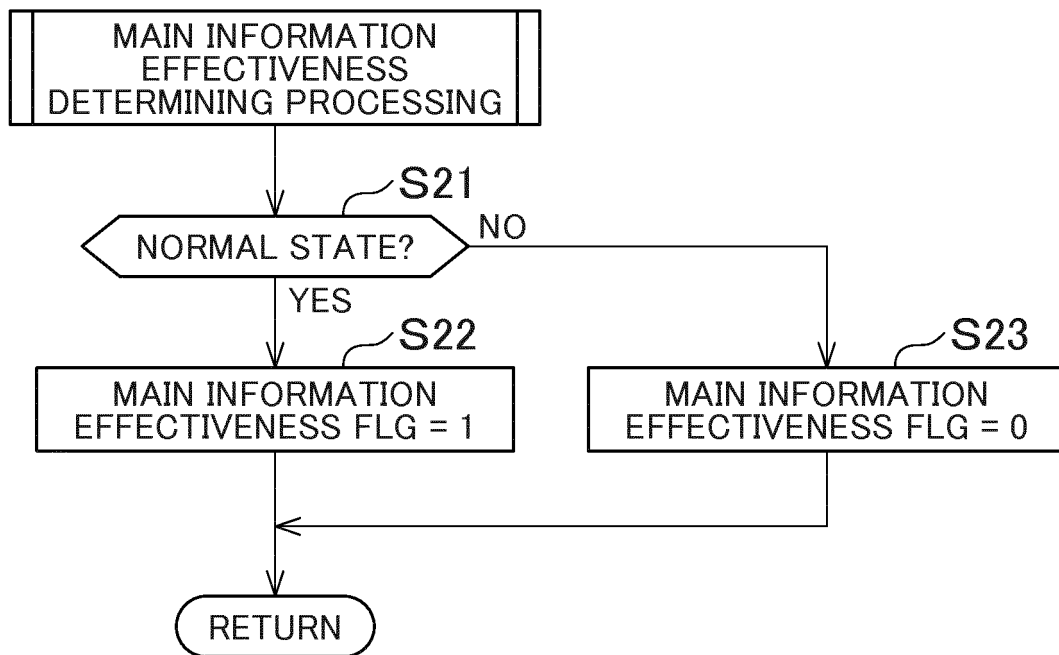 MAIN INFORMATION
EFFECTIVENESS
DETERMINING PROCESSING
S21
NORMAL STATE?
NO
YES
S22
MAIN INFORMATION
EFFECTIVENESS FLG = 1
S23
MAIN INFORMATION
EFFECTIVENESS FLG = 0
RETURN